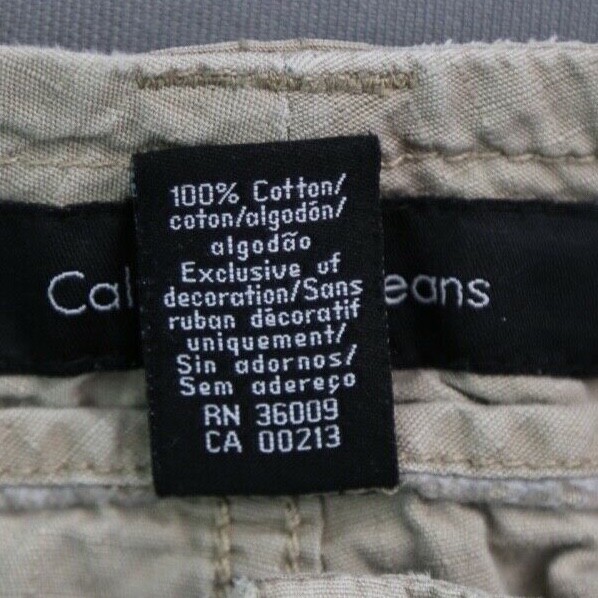 100% Cotton/
coton/algodón/
algodão
Exclusive of
decoration/Sans
ruban décoratif
uniquement/
Sin adornos/
Sem adereço
RN 36009
CA 00213
Cal eans